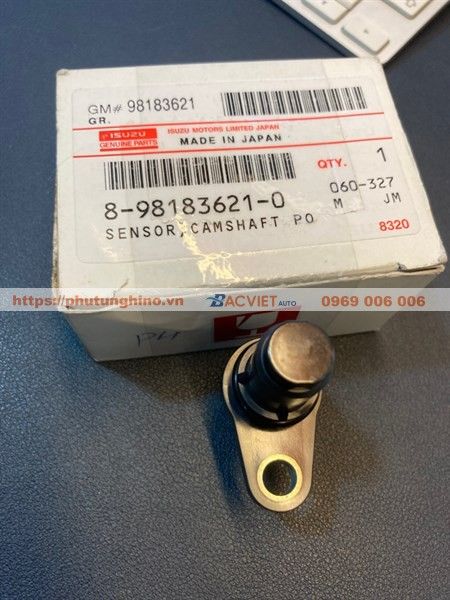 GM# 98183621
GR.
ISUZU
GENUINE PARTS
ISUZU MOTORS LIMITED JAPAN
MADE IN JAPAN
QTY. 1
8-98183621-0
060-327
M JM
SENSOR,CAMSHAFT PO
8320
https://phutunghino.vn
BACVIET AUTO
0969 006 006